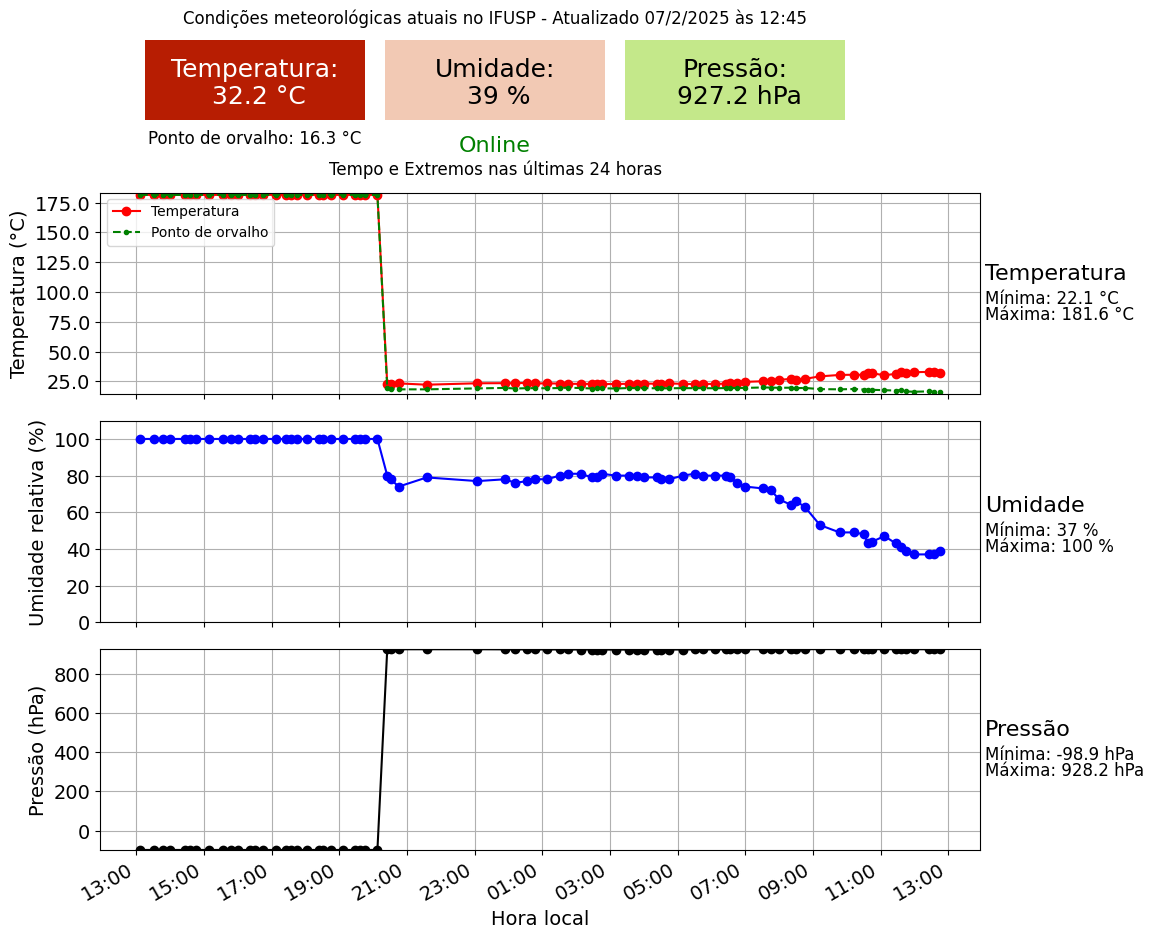 Condições meteorológicas atuais no IFUSP - Atualizado 07/2/2025 às 12:45
Temperatura:
32.2 °C
Umidade:
39 %
Pressão:
927.2 hPa
Ponto de orvalho: 16.3 °C
Online
Tempo e Extremos nas últimas 24 horas
Temperatura (°C)
175.0
150.0
125.0
100.0
75.0
50.0
25.0
Temperatura
Ponto de orvalho
Temperatura
Mínima: 22.1 °C
Máxima: 181.6 °C
Umidade relativa (%)
100
80
60
40
20
0
Umidade
Mínima: 37 %
Máxima: 100 %
Pressão (hPa)
800
600
400
200
0
Pressão
Mínima: -98.9 hPa
Máxima: 928.2 hPa
13:00 15:00 17:00 19:00 21:00 23:00 01:00 03:00 05:00 07:00 09:00 11:00 13:00
Hora local